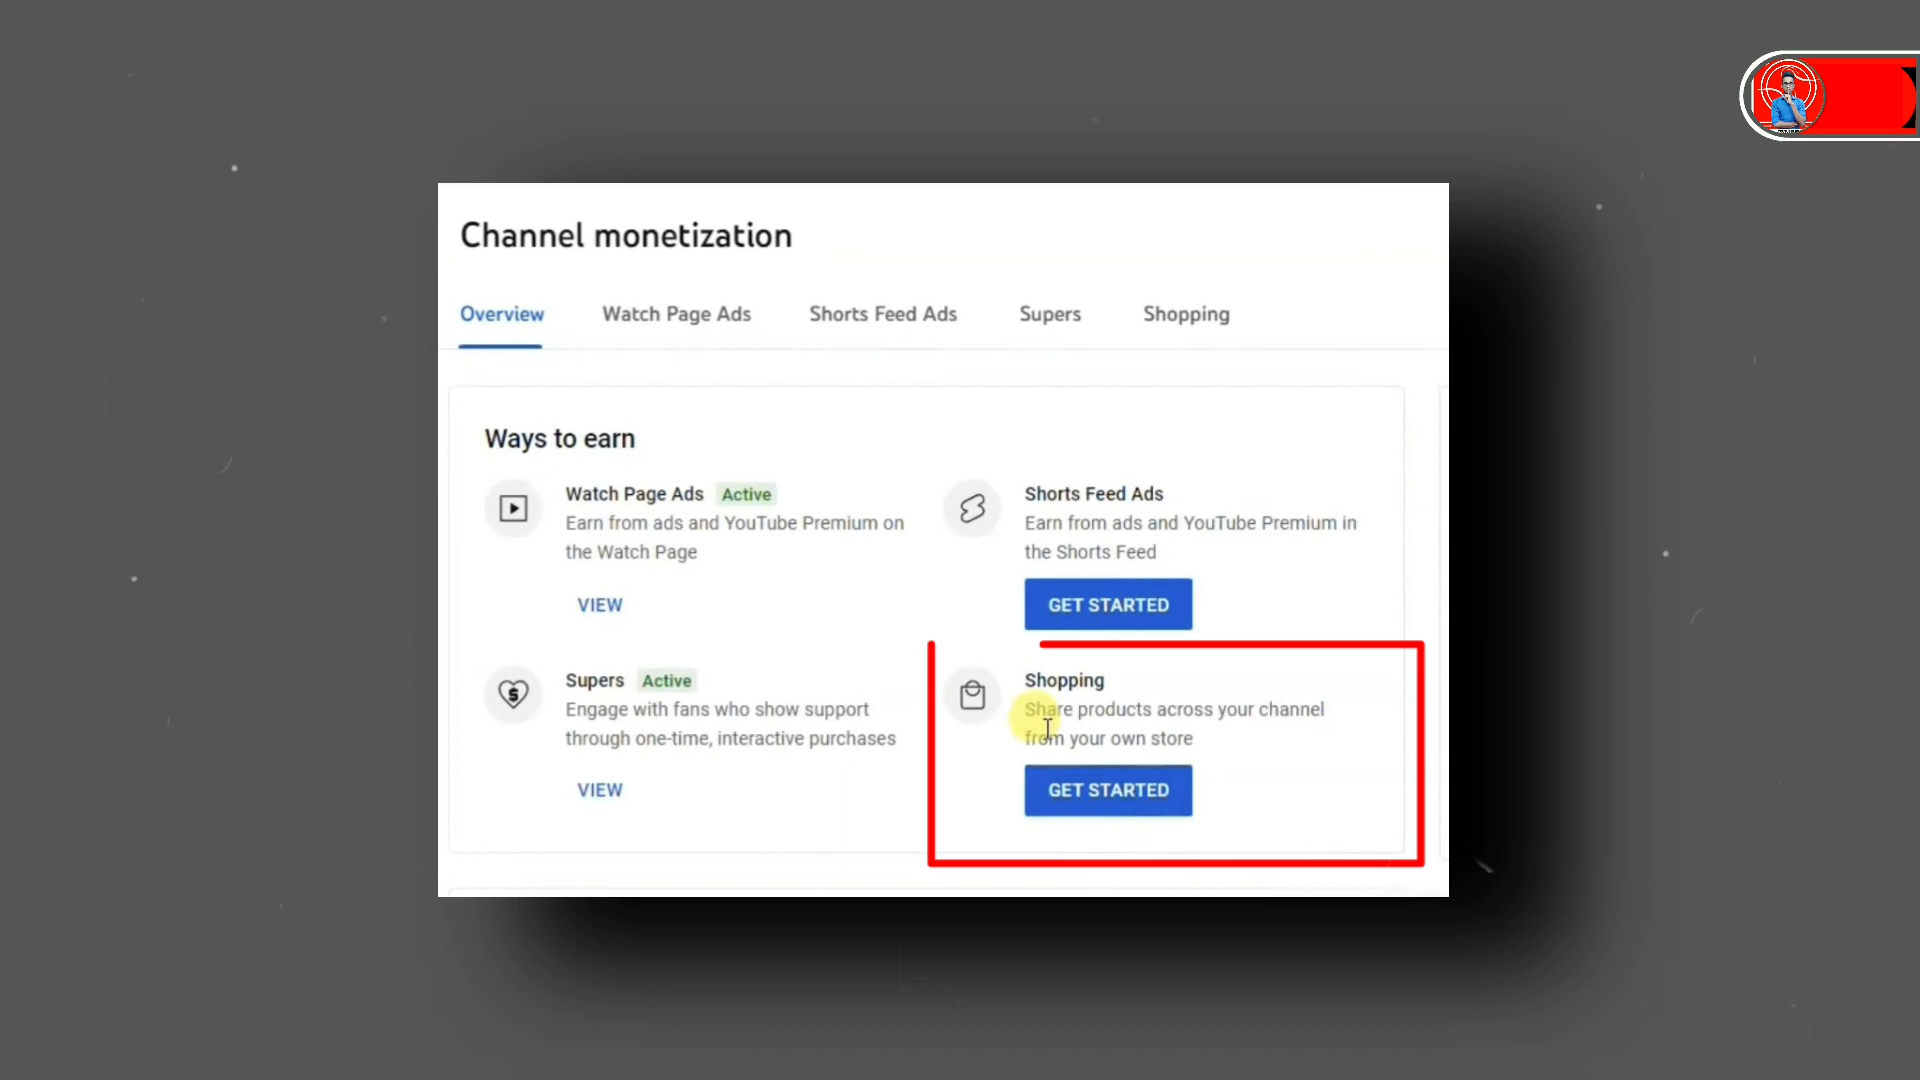 Channel monetization
Overview Watch Page Ads Shorts Feed Ads Supers Shopping
Ways to earn
Watch Page Ads Active
Earn from ads and YouTube Premium on
the Watch Page
VIEW
Shorts Feed Ads
Earn from ads and YouTube Premium in
the Shorts Feed
GET STARTED
Supers Active
Engage with fans who show support
through one-time, interactive purchases
VIEW
Shopping
Share products across your channel
from your own store
GET STARTED